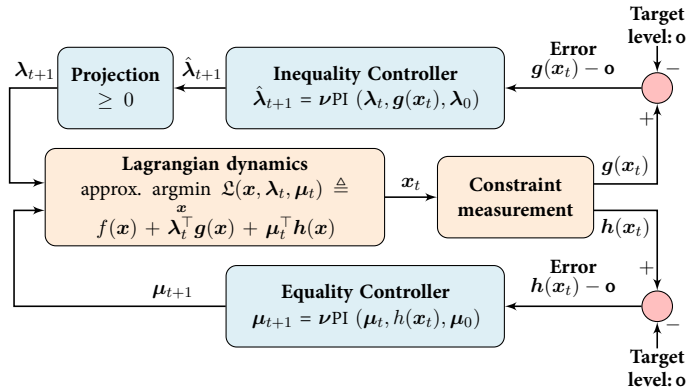 Target
level: 0
Error
g(x_t) − 0
−
+
Inequality Controller
λ̂_{t+1} = νPI (λ_t, g(x_t), λ_0)
λ̂_{t+1}
Projection
≥ 0
λ_{t+1}
Lagrangian dynamics
approx. argmin 𝔏(x, λ_t, μ_t) ≜
x
f(x) + λ_t^⊤ g(x) + μ_t^⊤ h(x)
x_t
Constraint
measurement
g(x_t)
h(x_t)
μ_{t+1}
Equality Controller
μ_{t+1} = νPI (μ_t, h(x_t), μ_0)
Error
h(x_t) − 0
+
−
Target
level: 0